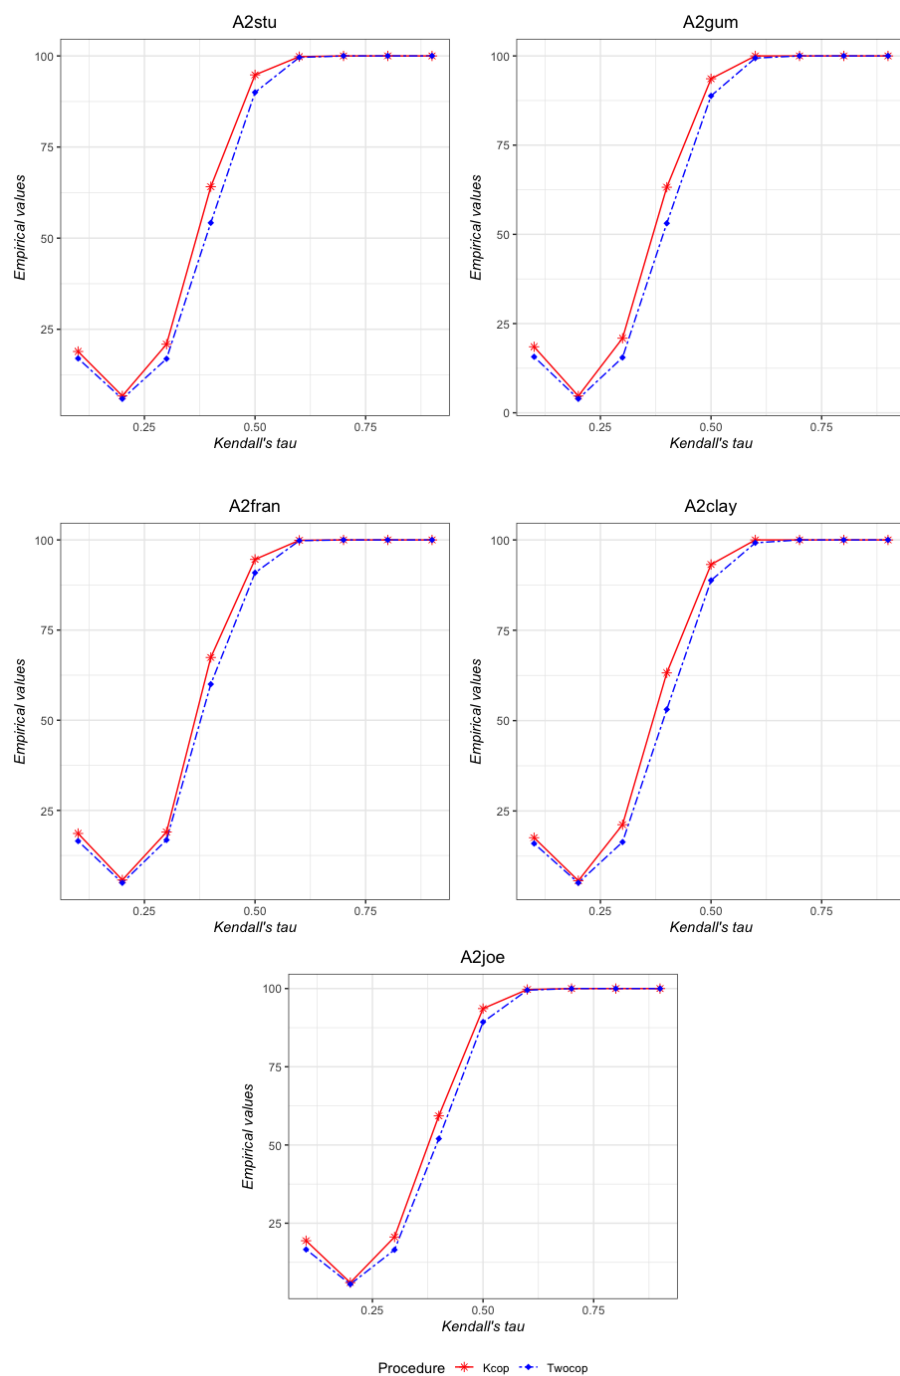 A2stu
A2gum
100
75
50
25
Empirical values
0.25 0.50 0.75
Kendall's tau
100
75
50
25
0
Empirical values
0.25 0.50 0.75
Kendall's tau
A2fran
A2clay
100
75
50
25
Empirical values
0.25 0.50 0.75
Kendall's tau
100
75
50
25
Empirical values
0.25 0.50 0.75
Kendall's tau
A2joe
100
75
50
25
Empirical values
0.25 0.50 0.75
Kendall's tau
Procedure Kcop Twocop